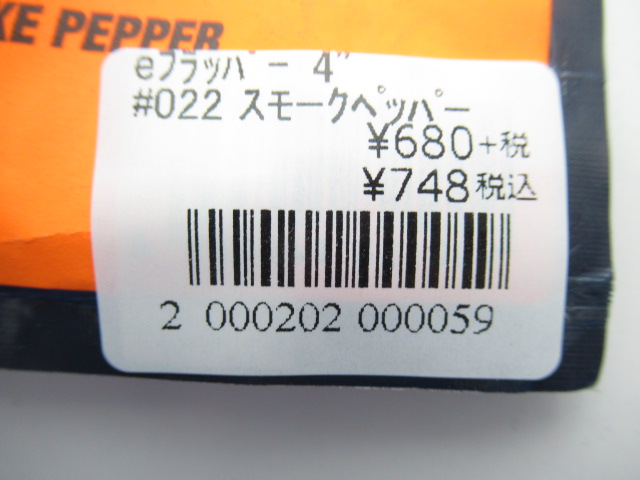 KE PEPPER
eフラッパー 4"
#022 スモークペッパー
¥680+税
¥748税込
2 000202 000059